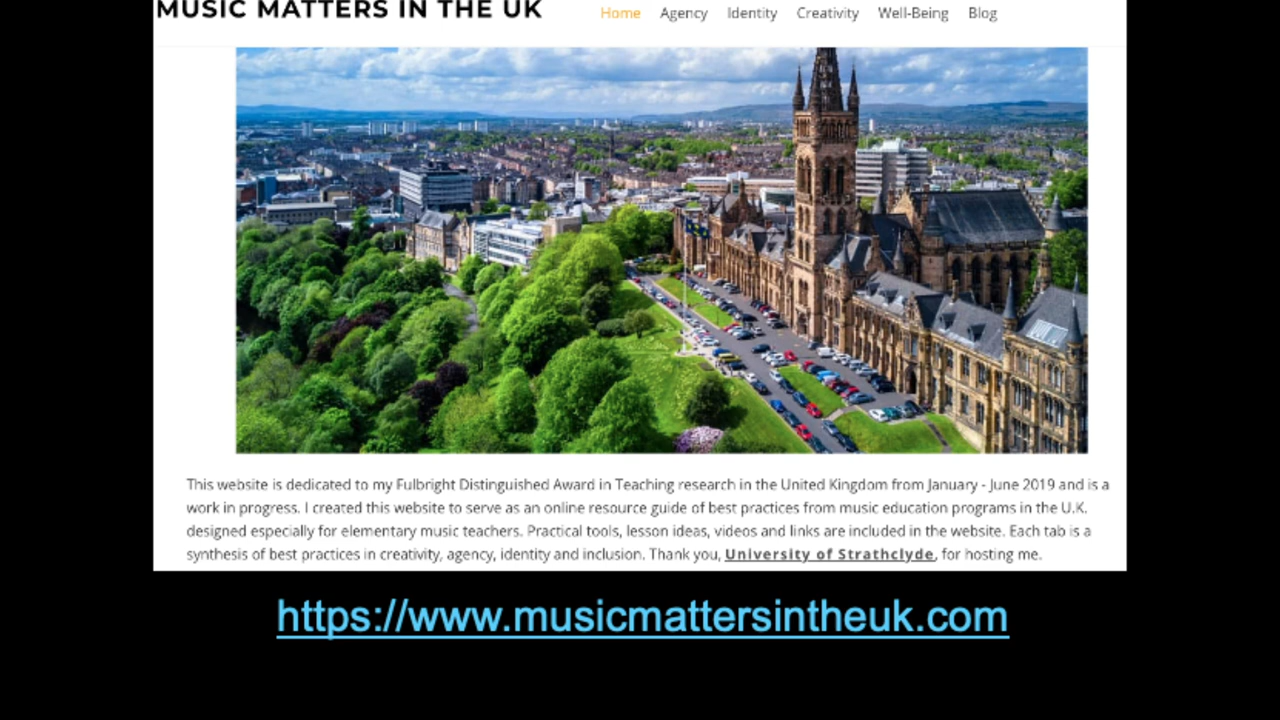 MUSIC MATTERS IN THE UK
Home Agency Identity Creativity Well-Being Blog
This website is dedicated to my Fulbright Distinguished Award in Teaching research in the United Kingdom from January - June 2019 and is a
work in progress. I created this website to serve as an online resource guide of best practices from music education programs in the U.K.
designed especially for elementary music teachers. Practical tools, lesson ideas, videos and links are included in the website. Each tab is a
synthesis of best practices in creativity, agency, identity and inclusion. Thank you, University of Strathclyde, for hosting me.
https://www.musicmattersintheuk.com